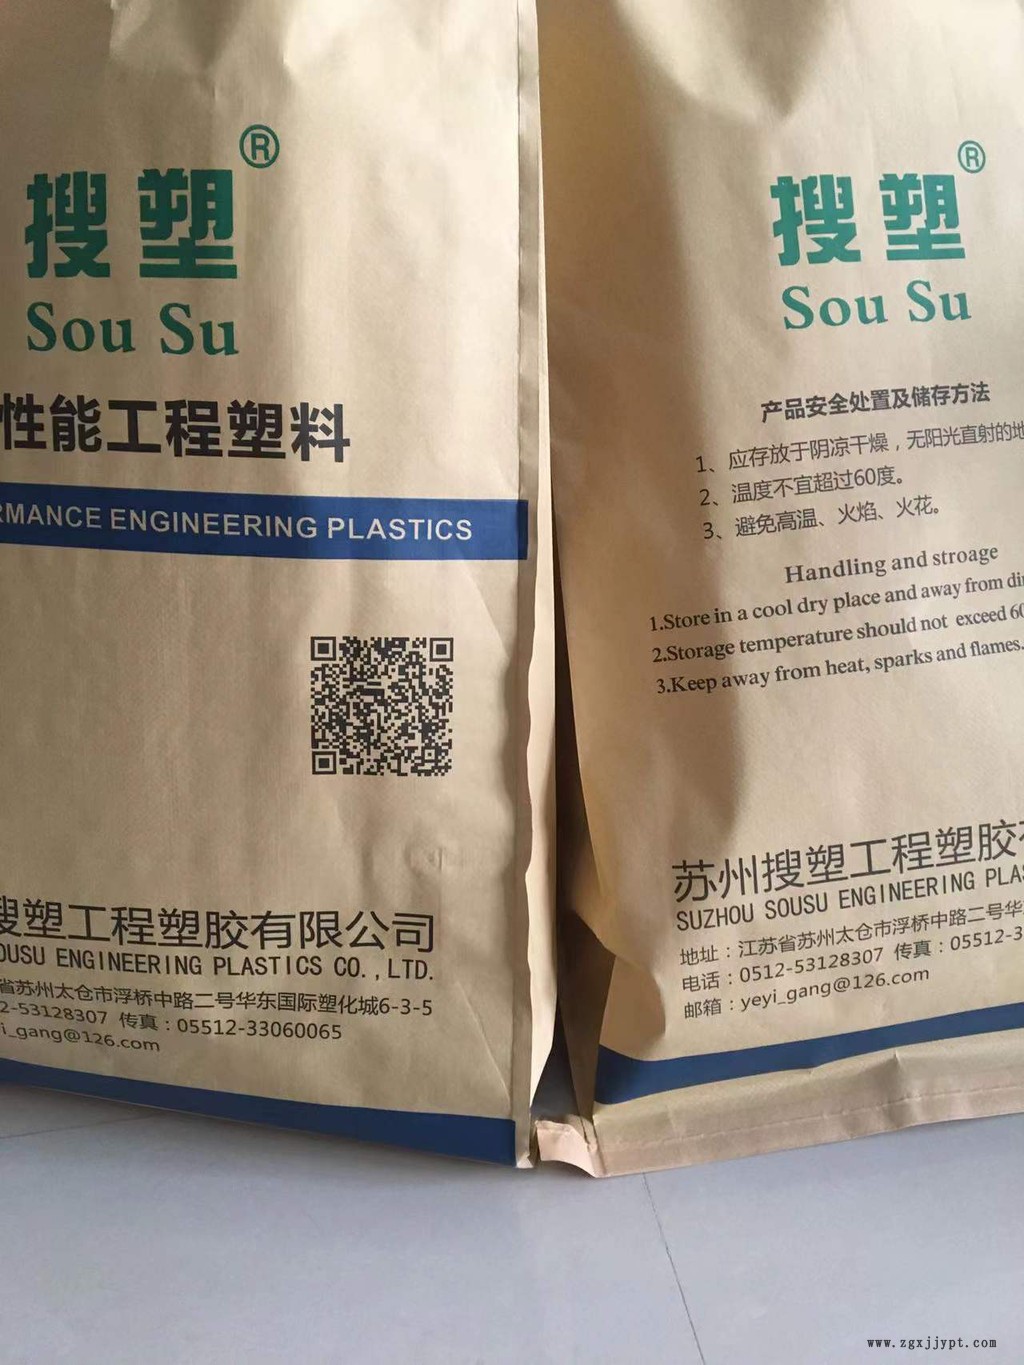 搜塑®
Sou Su
性能工程塑料
RMANCE ENGINEERING PLASTICS
搜塑工程塑胶有限公司
OUSU ENGINEERING PLASTICS CO.,LTD.
省苏州太仓市浮桥中路二号华东国际塑化城6-3-5
2-53128307 传真：05512-33060065
i_gang@126.com
搜塑®
Sou Su
产品安全处置及储存方法
1、应存放于阴凉干燥，无阳光直射的地
2、温度不宜超过60度。
3、避免高温、火焰、火花。
Handling and stroage
1.Store in a cool dry place and away from di
2.Storage temperature should not exceed 60
3.Keep away from heat, sparks and flames.
苏州搜塑工程塑胶有
SUZHOU SOUSU ENGINEERING PLA
地址：江苏省苏州太仓市浮桥中路二号华
电话：0512-53128307 传真：05512-3
邮箱：yeyi_gang@126.com
www.zgxjjypt.com